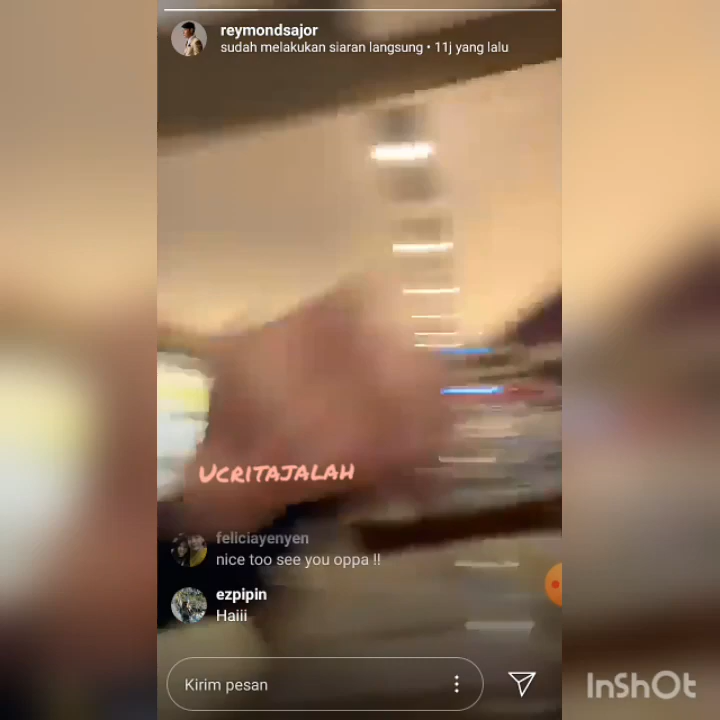 reymondsajor
sudah melakukan siaran langsung • 11j yang lalu
UCRITAJALAH
feliciayenyen
nice too see you oppa !!
ezpipin
Haiii
Kirim pesan
InShOt